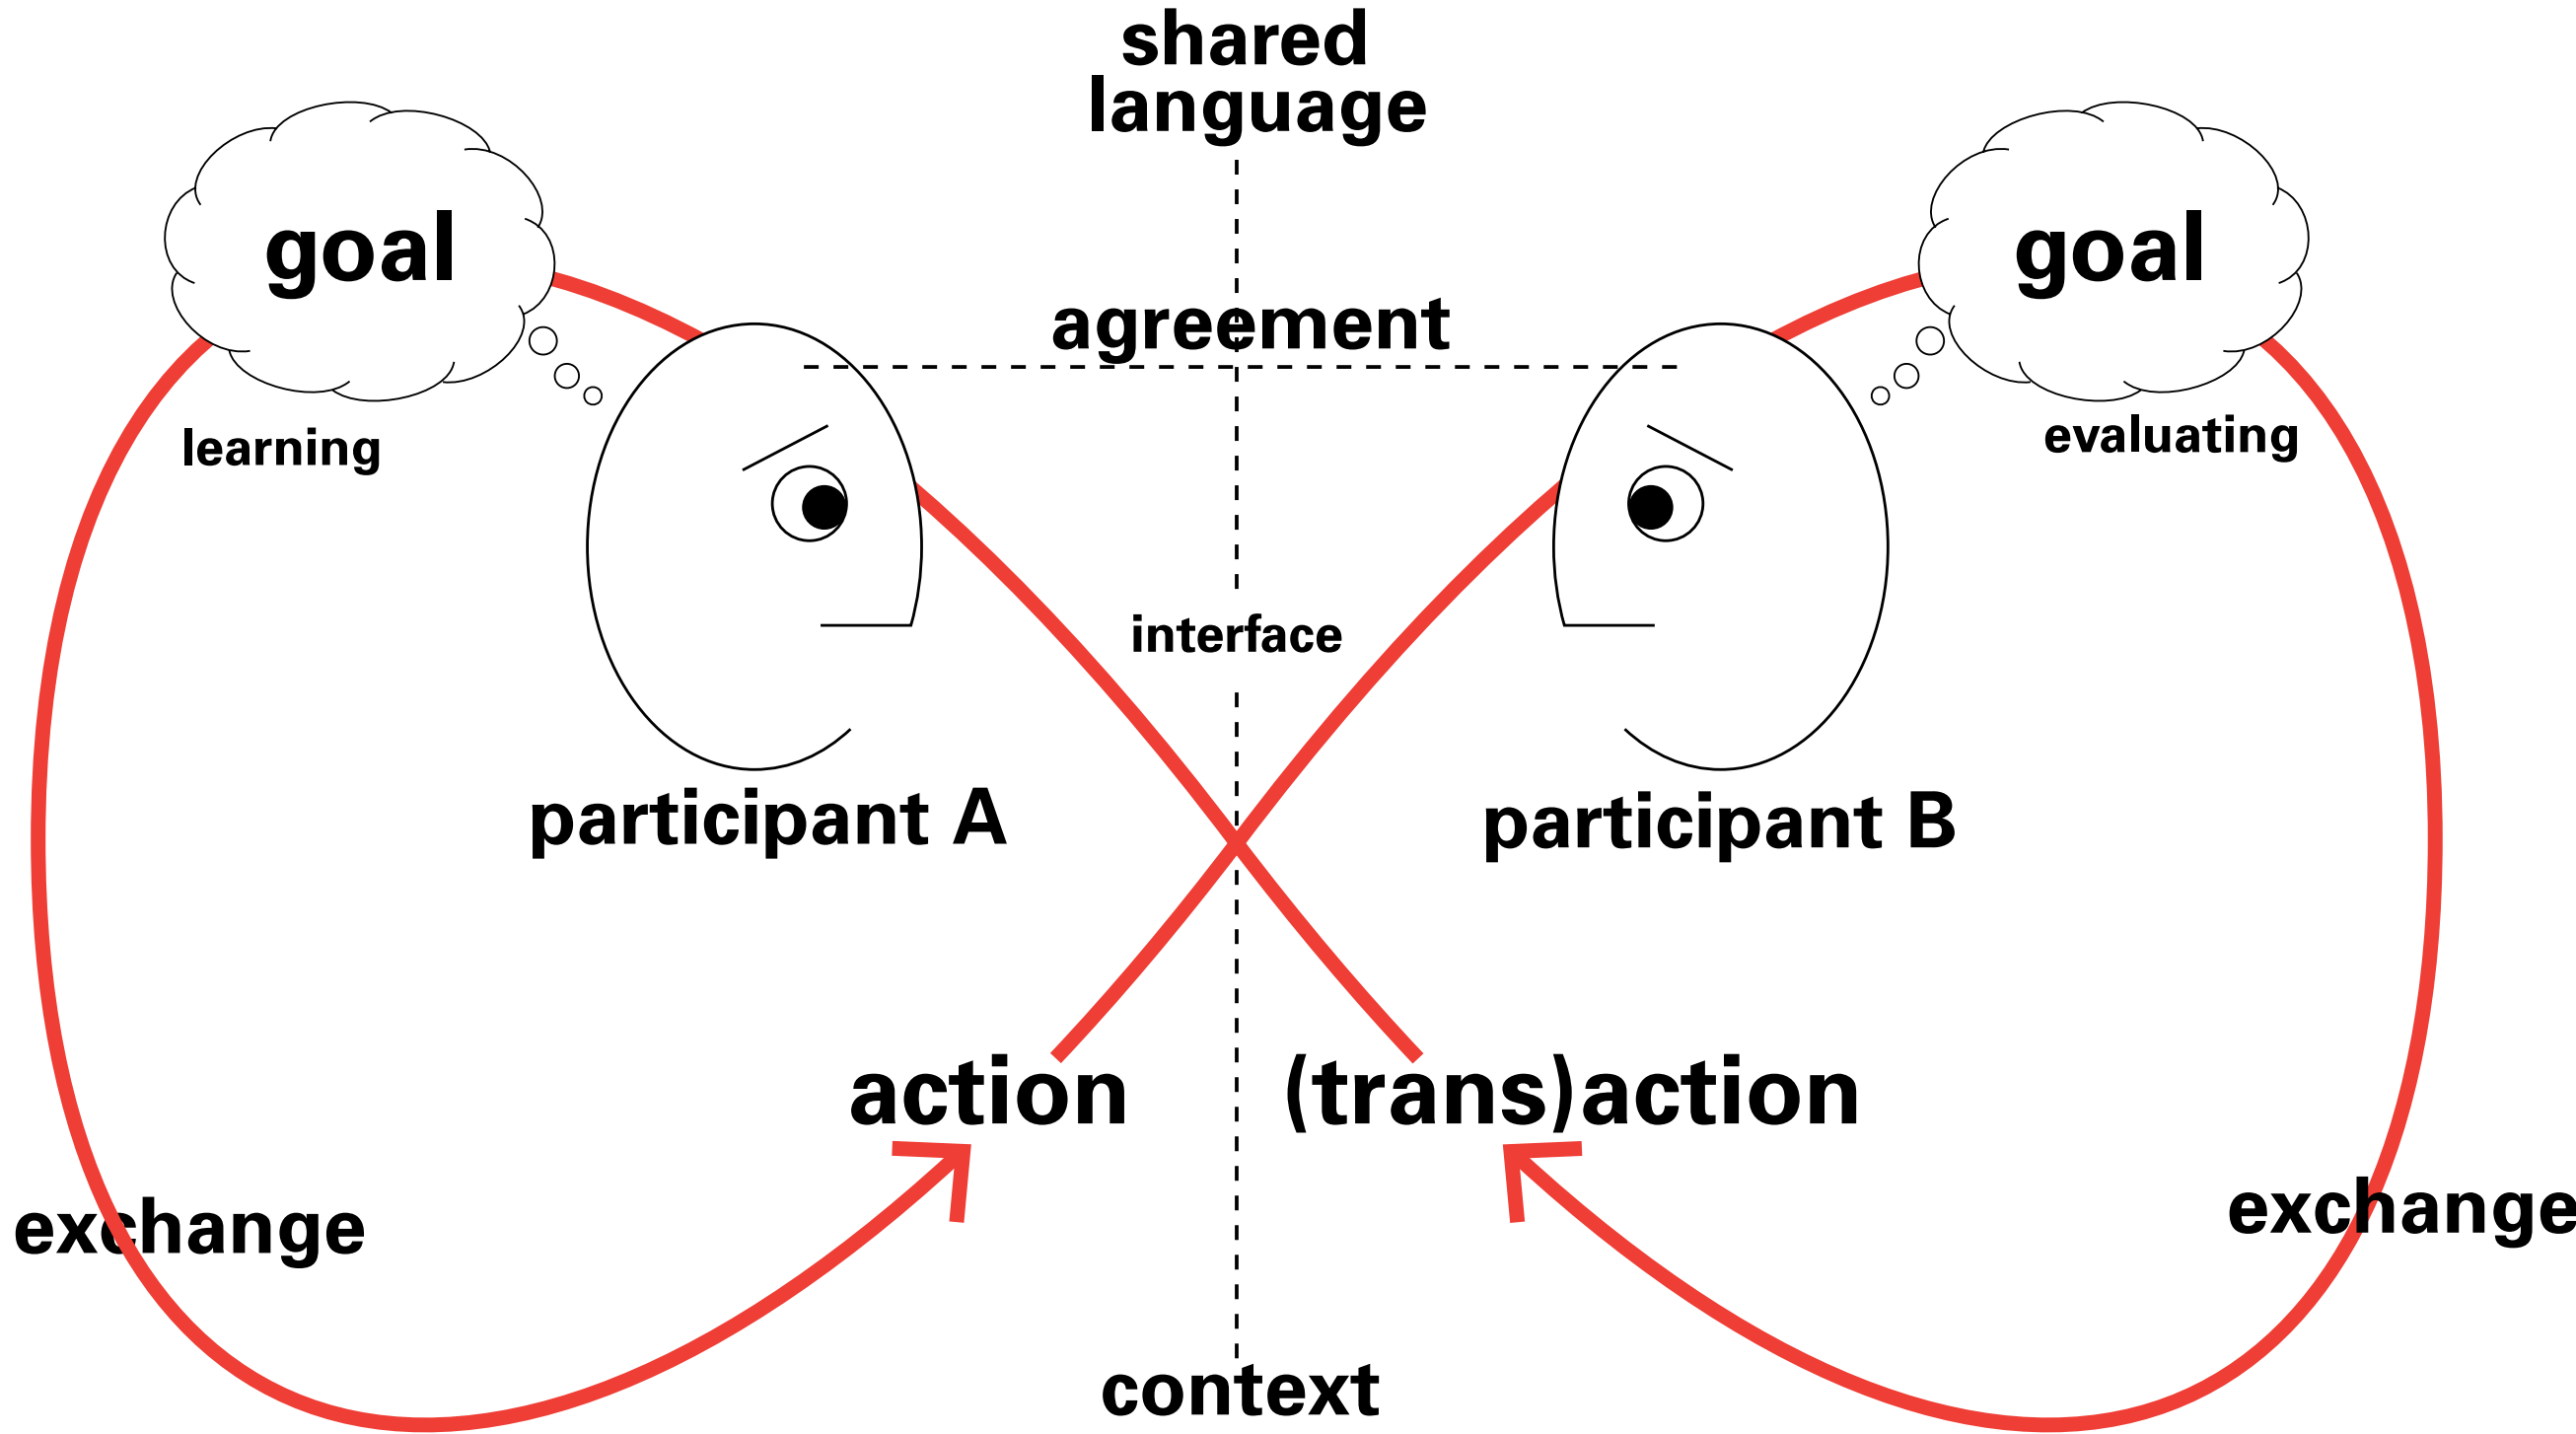 shared
language
goal
goal
agreement
learning
evaluating
interface
participant A
participant B
action
(trans)action
exchange
exchange
context